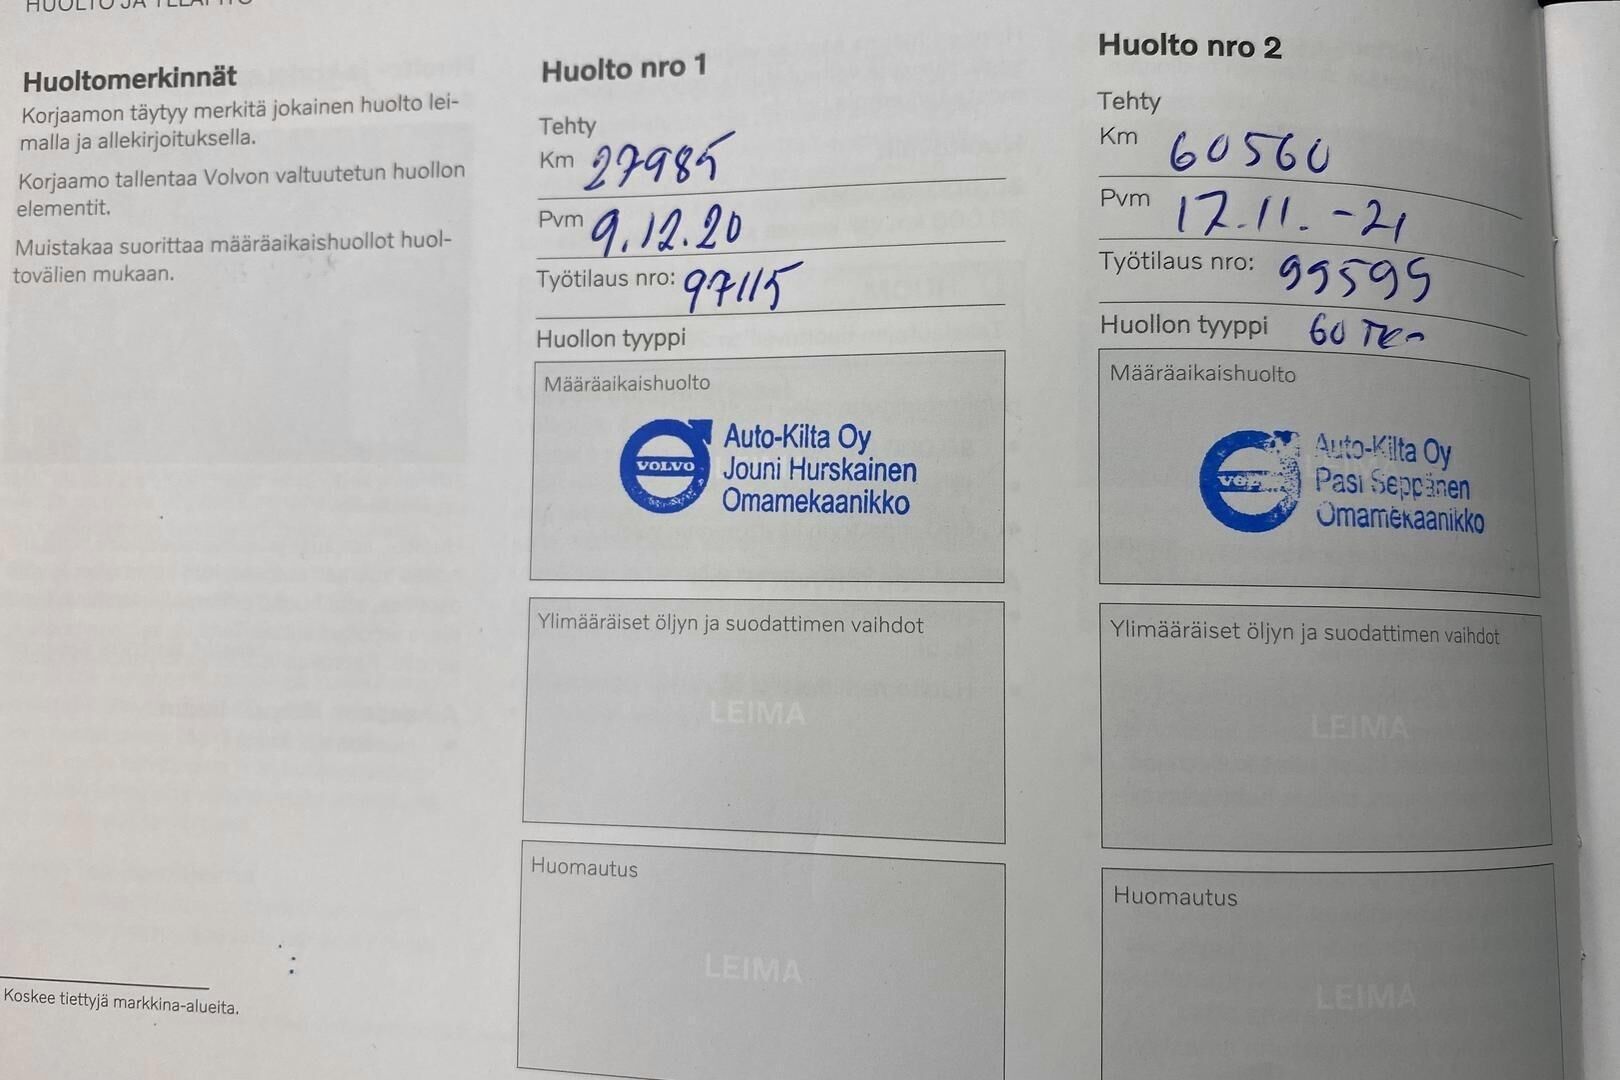 HUOLTO JA YLLÄPITO
Huoltomerkinnät
Korjaamon täytyy merkitä jokainen huolto lei-
malla ja allekirjoituksella.
Korjaamo tallentaa Volvon valtuutetun huollon
elementit.
Muistakaa suorittaa määräaikaishuollot huol-
tovälien mukaan.
Koskee tiettyjä markkina-alueita.
Huolto nro 1
Tehty
Km 27985
Pvm 9.12.20
Työtilaus nro: 97115
Huollon tyyppi
Määräaikaishuolto
VOLVO
Auto-Kilta Oy
Jouni Hurskainen
Omamekaanikko
Ylimääräiset öljyn ja suodattimen vaihdot
LEIMA
Huomautus
LEIMA
Huolto nro 2
Tehty
Km 60560
Pvm 17.11.-21
Työtilaus nro: 99599
Huollon tyyppi 60 TKM
Määräaikaishuolto
Auto-Kilta Oy
Pasi Seppänen
Omamekaanikko
Ylimääräiset öljyn ja suodattimen vaihdot
LEIMA
Huomautus
LEIMA